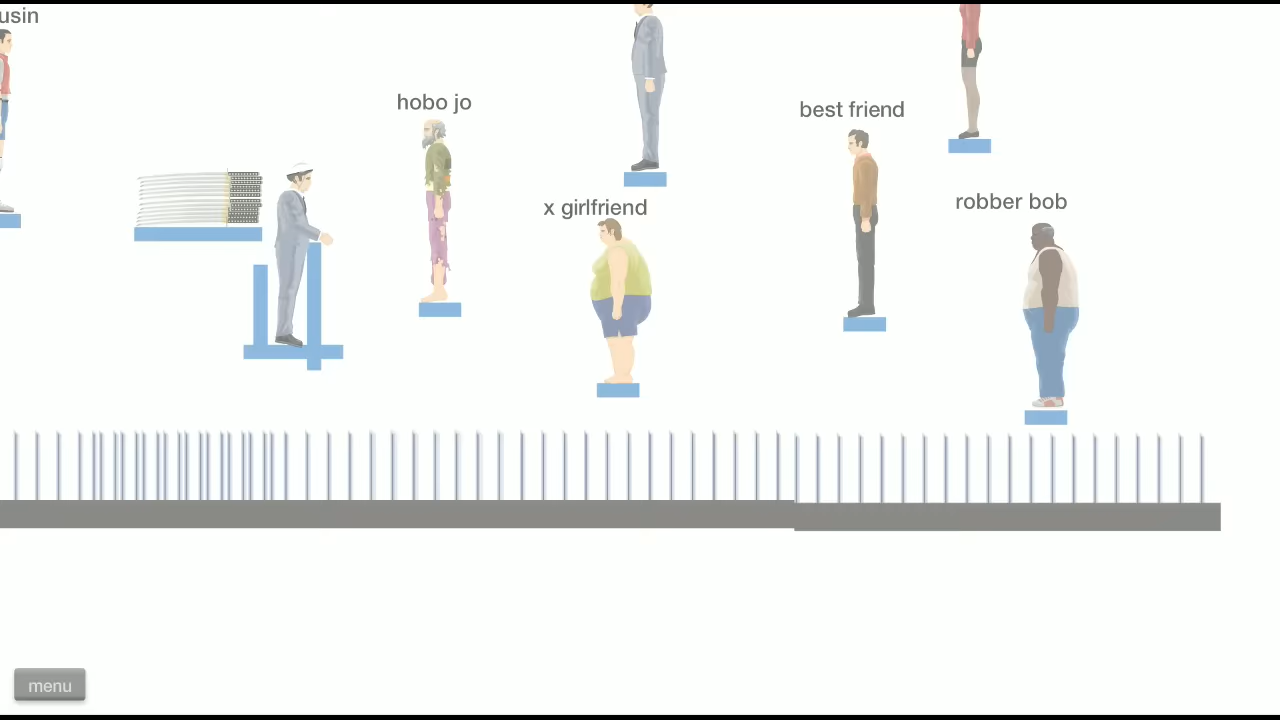 usin
hobo jo
best friend
x girlfriend
robber bob
menu